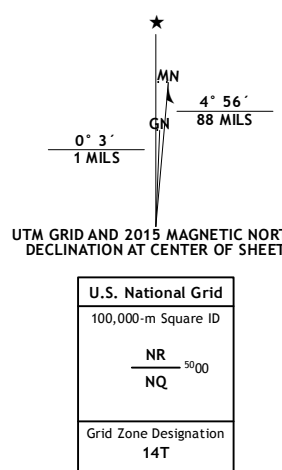 ★
MN
4° 56´
88 MILS
GN
0° 3´
1 MILS
UTM GRID AND 2015 MAGNETIC NORT
DECLINATION AT CENTER OF SHEET
U.S. National Grid
100,000-m Square ID
NR
5000
NQ
Grid Zone Designation
14T